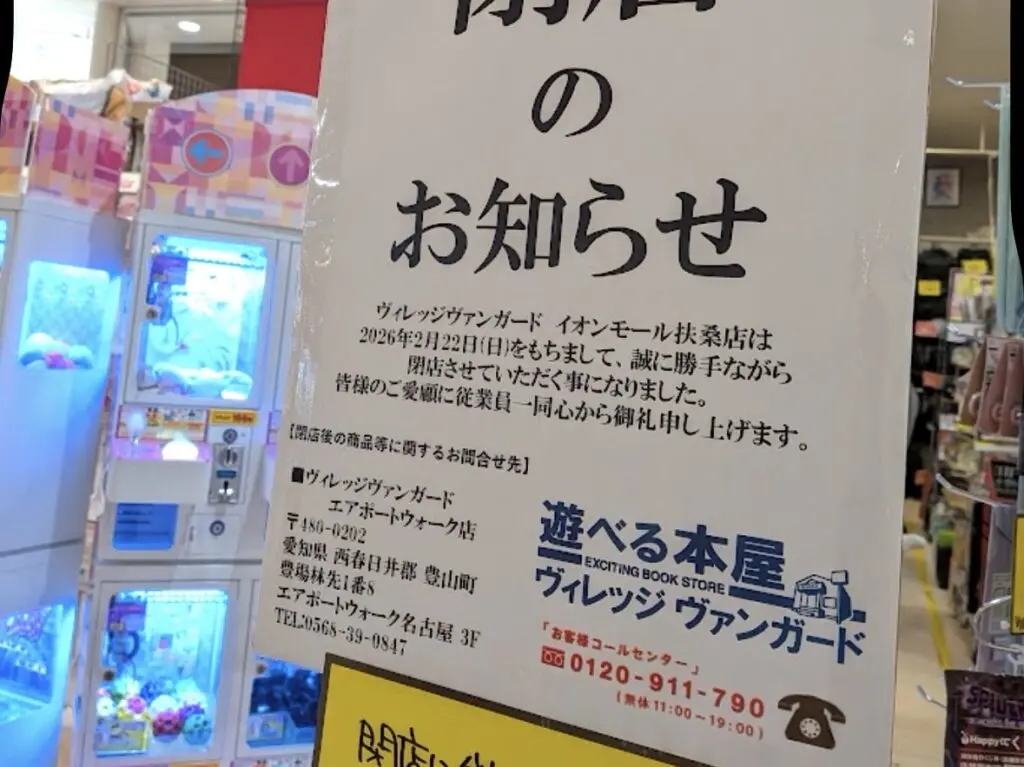 閉店
の
お知らせ
ヴィレッジヴァンガード イオンモール扶桑店は
2026年2月22日(日)をもちまして、誠に勝手ながら
閉店させていただく事になりました。
皆様のご愛顧に従業員一同心から御礼申し上げます。
【閉店後の商品等に関するお問合せ先】
■ヴィレッジヴァンガード
エアポートウォーク店
〒480-0202
愛知県 西春日井郡 豊山町
豊場林先1番8
エアポートウォーク名古屋 3F
TEL:0568-39-0847
遊べる本屋
EXCITING BOOK STORE
ヴィレッジ ヴァンガード
「お客様コールセンター」
0120-911-790
(無休11:00~19:00)
閉店に